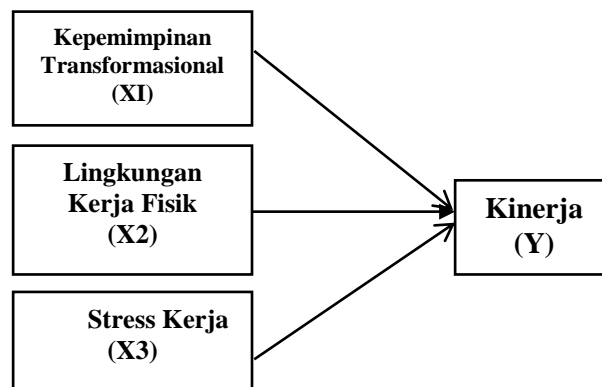 Kepemimpinan
Transformasional
(XI)
Lingkungan
Kerja Fisik
(X2)
Stress Kerja
(X3)
Kinerja
(Y)